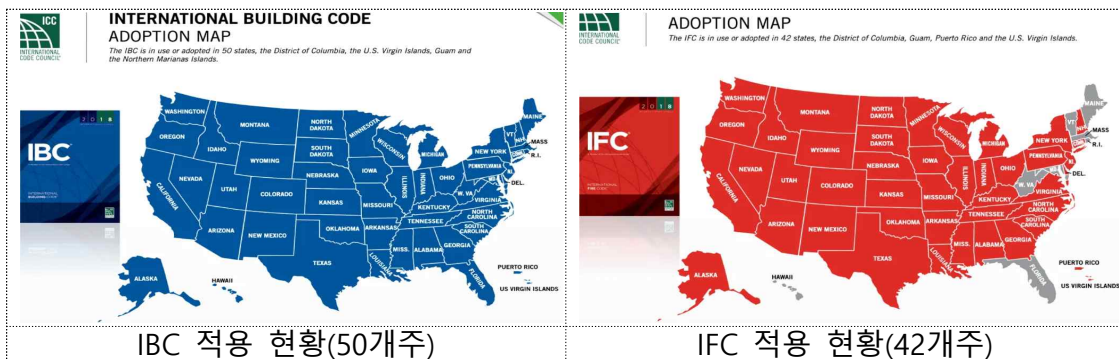 ICC
INTERNATIONAL
CODE COUNCIL
INTERNATIONAL BUILDING CODE
ADOPTION MAP
The IBC is in use or adopted in 50 states, the District of Columbia, the U.S. Virgin Islands, Guam and
the Northern Marianas Islands.
2018
IBC
INTERNATIONAL
BUILDING CODE
WASHINGTON
OREGON
CALIFORNIA
NEVADA
IDAHO
MONTANA
WYOMING
UTAH
ARIZONA
COLORADO
NEW MEXICO
NORTH
DAKOTA
SOUTH
DAKOTA
NEBRASKA
KANSAS
OKLAHOMA
TEXAS
MINNESOTA
IOWA
MISSOURI
ARKANSAS
LOUISIANA
WISCONSIN
ILLINOIS
MICHIGAN
INDIANA
OHIO
KENTUCKY
TENNESSEE
MISS.
ALABAMA
GEORGIA
FLORIDA
SOUTH
CAROLINA
NORTH
CAROLINA
VIRGINIA
W. VA
PENNSYLVANIA
NEW YORK
VT
NH
MAINE
MASS
R.I.
DEL.
ALASKA
HAWAII
PUERTO RICO
US VIRGIN ISLANDS
IBC 적용 현황(50개주)
INTERNATIONAL
CODE COUNCIL
ADOPTION MAP
The IFC is in use or adopted in 42 states, the District of Columbia, Guam, Puerto Rico and the U.S. Virgin Islands.
2018
IFC
WASHINGTON
OREGON
CALIFORNIA
NEVADA
IDAHO
MONTANA
WYOMING
UTAH
ARIZONA
COLORADO
NEW MEXICO
NORTH
DAKOTA
SOUTH
DAKOTA
NEBRASKA
KANSAS
OKLAHOMA
TEXAS
MINNESOTA
IOWA
MISSOURI
ARKANSAS
LOUISIANA
WISCONSIN
ILLINOIS
MICHIGAN
INDIANA
OHIO
KENTUCKY
TENNESSEE
MISS.
ALABAMA
GEORGIA
FLORIDA
SOUTH
CAROLINA
NORTH
CAROLINA
VIRGINIA
W. VA
PENNSYLVANIA
NEW YORK
VT
NH
MAINE
MASS
R.I.
DEL.
ALASKA
HAWAII
PUERTO RICO
US VIRGIN ISLANDS
IFC 적용 현황(42개주)